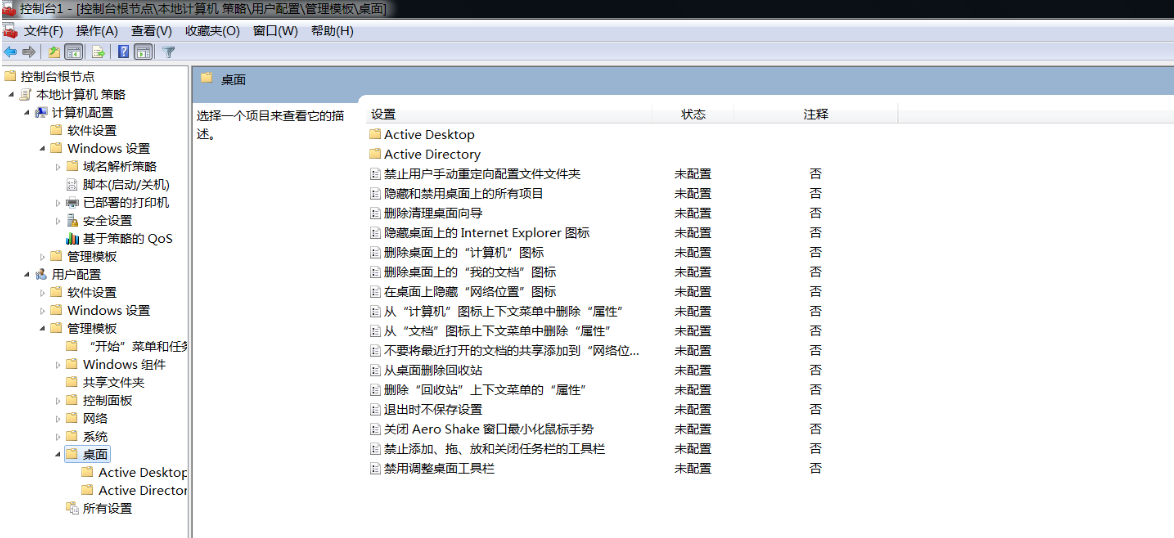 控制台1 - [控制台根节点\本地计算机 策略\用户配置\管理模板\桌面]
文件(F) 操作(A) 查看(V) 收藏夹(O) 窗口(W) 帮助(H)
控制台根节点
本地计算机 策略
计算机配置
软件设置
Windows 设置
域名解析策略
脚本(启动/关机)
已部署的打印机
安全设置
基于策略的 QoS
管理模板
用户配置
软件设置
Windows 设置
管理模板
“开始”菜单和任务
Windows 组件
共享文件夹
控制面板
网络
系统
桌面
Active Desktop
Active Director
所有设置
桌面
选择一个项目来查看它的描
述。
设置 状态 注释
Active Desktop
Active Directory
禁止用户手动重定向配置文件文件夹 未配置 否
隐藏和禁用桌面上的所有项目 未配置 否
删除清理桌面向导 未配置 否
隐藏桌面上的 Internet Explorer 图标 未配置 否
删除桌面上的“计算机”图标 未配置 否
删除桌面上的“我的文档”图标 未配置 否
在桌面上隐藏“网络位置”图标 未配置 否
从“计算机”图标上下文菜单中删除“属性” 未配置 否
从“文档”图标上下文菜单中删除“属性” 未配置 否
不要将最近打开的文档的共享添加到“网络位... 未配置 否
从桌面删除回收站 未配置 否
删除“回收站”上下文菜单的“属性” 未配置 否
退出时不保存设置 未配置 否
关闭 Aero Shake 窗口最小化鼠标手势 未配置 否
禁止添加、拖、放和关闭任务栏的工具栏 未配置 否
禁用调整桌面工具栏 未配置 否